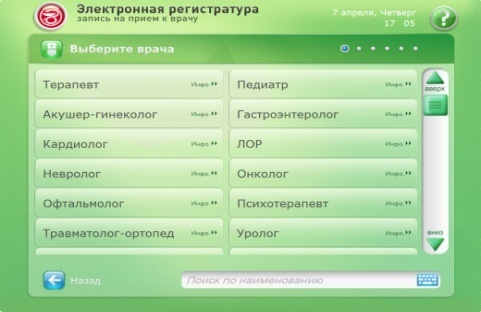 Электронная регистратура
запись на прием к врачу
7 апреля, Четверг
17 05
?
Выберите врача
Терапевт Инфо
Педиатр Инфо
Акушер-гинеколог Инфо
Гастроэнтеролог Инфо
Кардиолог Инфо
ЛОР Инфо
Невролог Инфо
Онколог Инфо
Офтальмолог Инфо
Психотерапевт Инфо
Травматолог-ортопед Инфо
Уролог Инфо
вверх
вниз
Назад
Поиск по наименованию